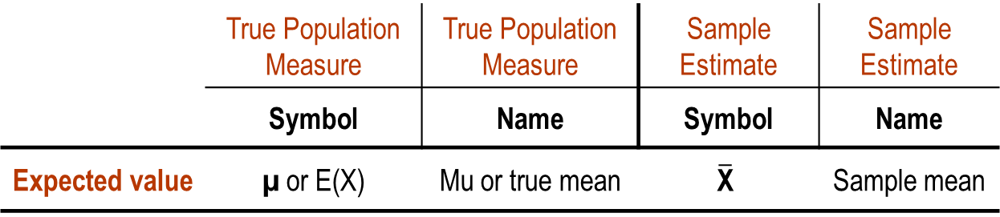 True Population Measure True Population Measure Sample Estimate Sample Estimate
Symbol Name Symbol Name
Expected value μ or E(X) Mu or true mean X̄ Sample mean